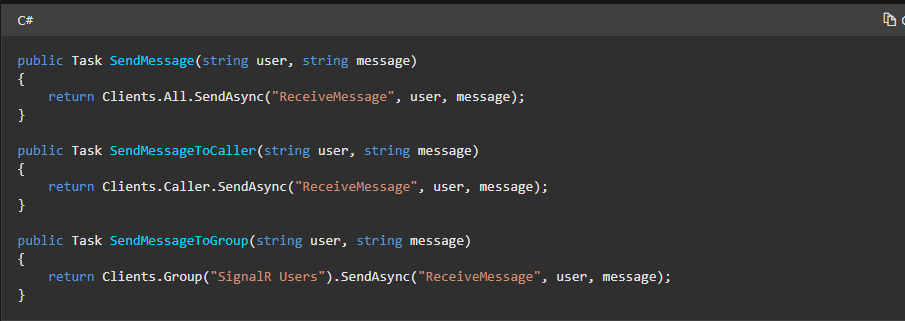 C#
public Task SendMessage(string user, string message)
{
    return Clients.All.SendAsync("ReceiveMessage", user, message);
}
public Task SendMessageToCaller(string user, string message)
{
    return Clients.Caller.SendAsync("ReceiveMessage", user, message);
}
public Task SendMessageToGroup(string user, string message)
{
    return Clients.Group("SignalR Users").SendAsync("ReceiveMessage", user, message);
}